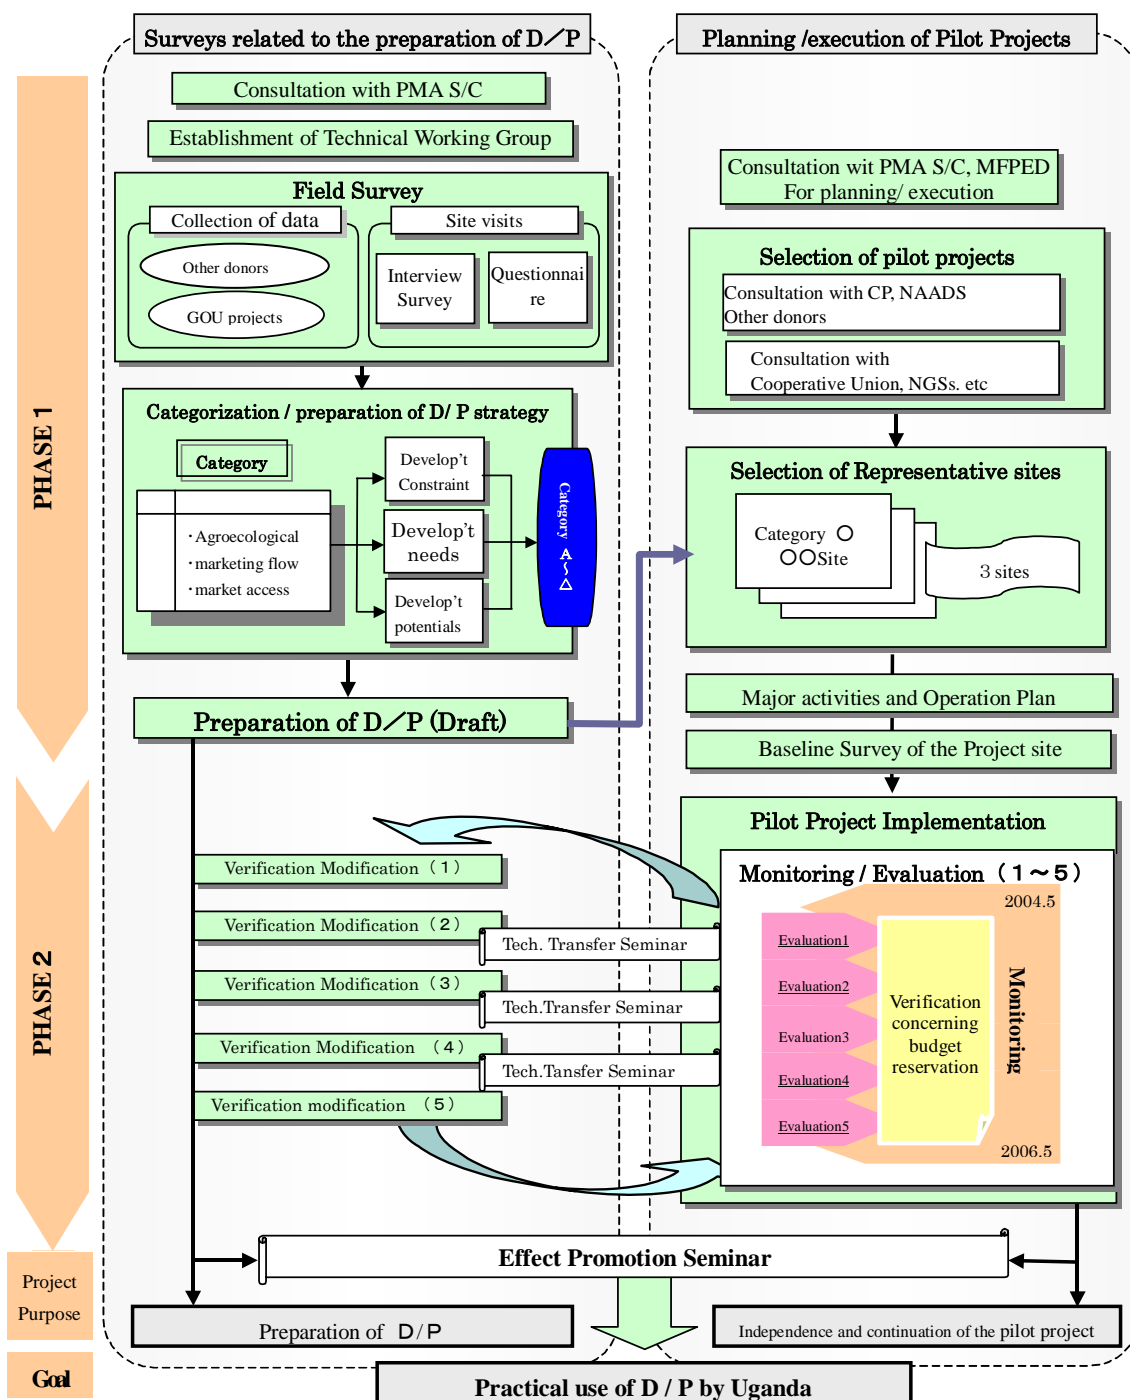 Surveys related to the preparation of D／P
Planning /execution of Pilot Projects
PHASE 1
Consultation with PMA S/C
Establishment of Technical Working Group
Field Survey
Collection of data
Other donors
GOU projects
Site visits
Interview
Survey
Questionnai
re
Categorization / preparation of D/ P strategy
Category
・Agroecological
・marketing flow
・market access
Develop't
Constraint
Develop't
needs
Develop't
potentials
Category A～△
Preparation of D／P (Draft)
Consultation wit PMA S/C, MFPED
For planning/ execution
Selection of pilot projects
Consultation with CP, NAADS
Other donors
Consultation with
Cooperative Union, NGSs. etc
Selection of Representative sites
Category ○
○○Site
3 sites
Major activities and Operation Plan
Baseline Survey of the Project site
PHASE 2
Verification Modification（1）
Verification Modification（2）
Verification Modification（3）
Verification Modification（4）
Verification modification （5）
Tech. Transfer Seminar
Tech.Transfer Seminar
Tech.Tansfer Seminar
Pilot Project Implementation
Monitoring / Evaluation（1～5）
2004.5
Evaluation1
Evaluation2
Evaluation3
Evaluation4
Evaluation5
Verification
concerning
budget
reservation
Monitoring
2006.5
Effect Promotion Seminar
Project
Purpose
Preparation of D/P
Independence and continuation of the pilot project
Goal
Practical use of D / P by Uganda